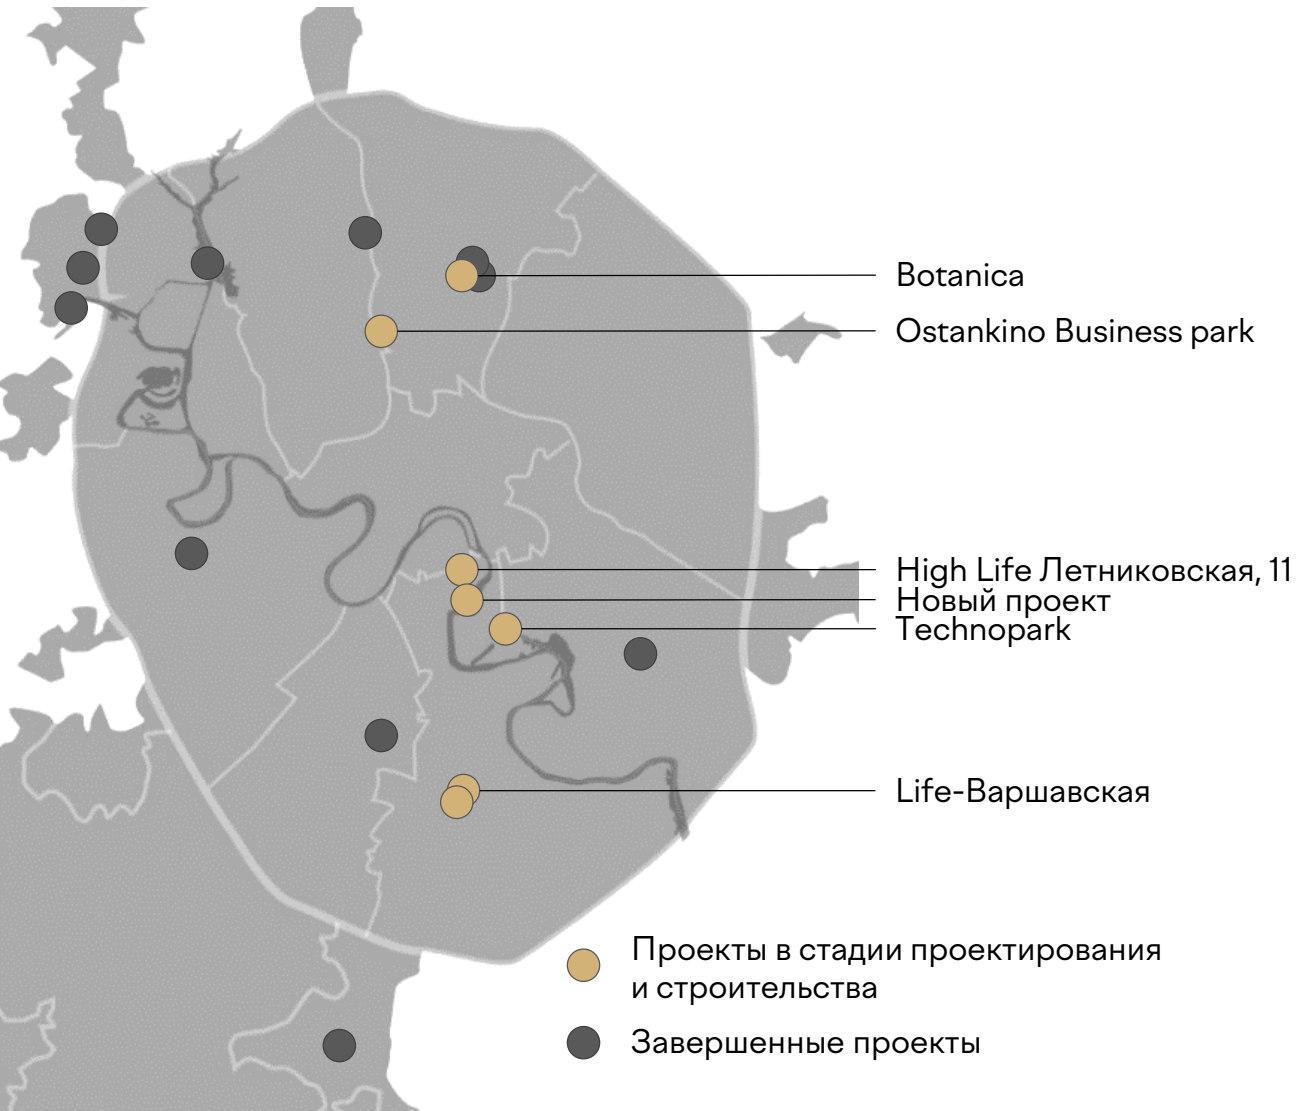 Botanica
Ostankino Business park
High Life Летниковская, 11
Новый проект
Technopark
Life-Варшавская
Проекты в стадии проектирования
и строительства
Завершенные проекты